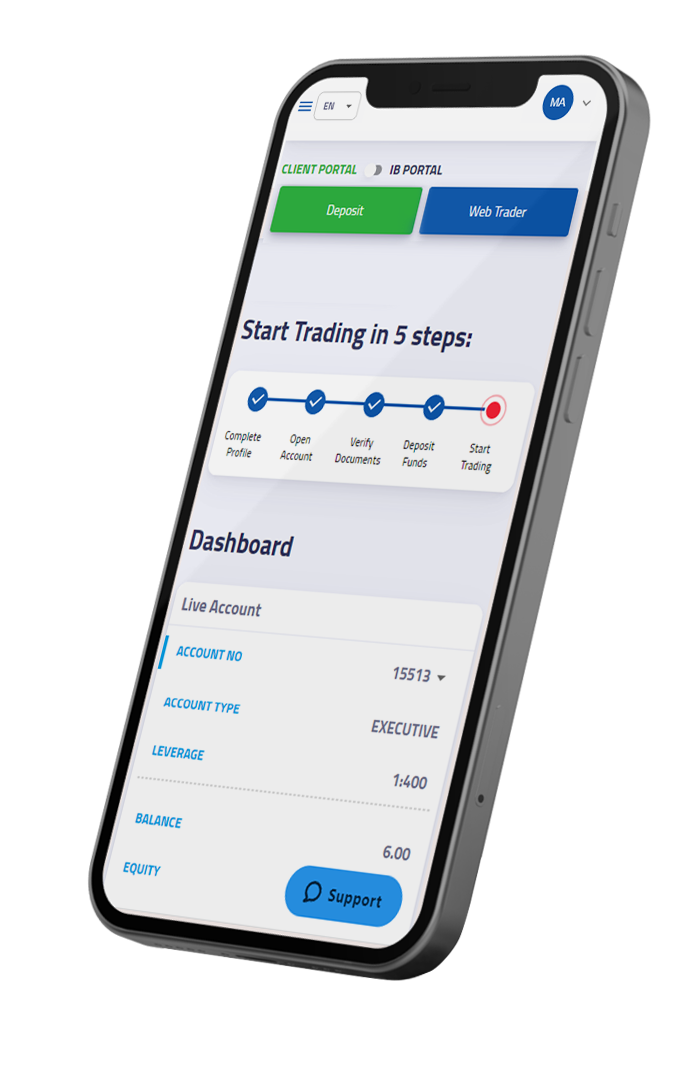 EN
MA
CLIENT PORTAL IB PORTAL
Deposit
Web Trader
Start Trading in 5 steps:
Complete Profile
Open Account
Verify Documents
Deposit Funds
Start Trading
Dashboard
Live Account
ACCOUNT NO 15513
ACCOUNT TYPE EXECUTIVE
LEVERAGE 1:400
BALANCE 6.00
EQUITY
Support